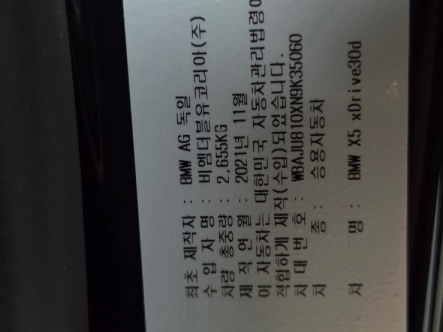 최초 제작자 : BMW AG 독일
수 입 자 명 : 비엠더블유코리아(주)
차량 총중량 : 2,655KG
제 작 연 월 : 2021년 11월
이 자동차는 대한민국 자동차관리법령에
적합하게 제작(수입)되었습니다.
차 대 번 호 : WBAJU810XN9K35060
차 종 : 승용자동차
차 명 : BMW X5 xDrive30d